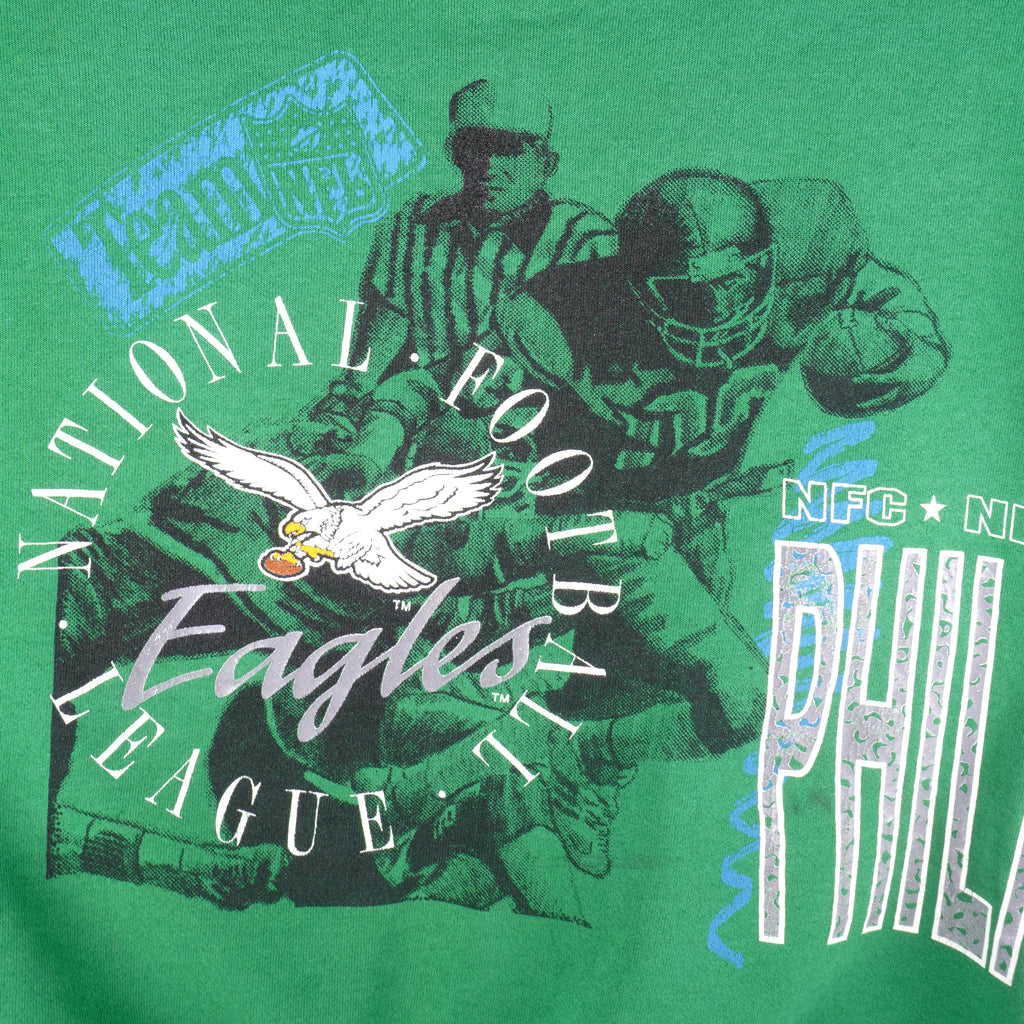 Team NFL
NATIONAL · FOOTBALL · LEAGUE ·
Eagles™
™
NFC ★
PHIL